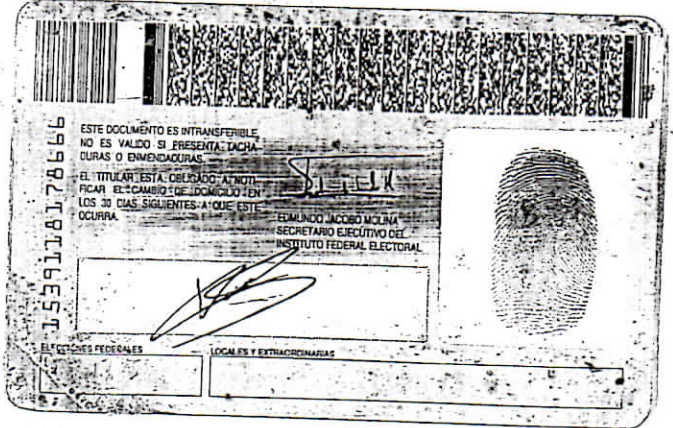 ESTE DOCUMENTO ES INTRANSFERIBLE,
NO ES VALIDO SI PRESENTA TACHA-
DURAS O ENMENDADURAS.
EL TITULAR ESTA OBLIGADO A NOTI-
FICAR EL CAMBIO DE DOMICILIO EN
LOS 30 DIAS SIGUIENTES A QUE ESTE
OCURRA.
EDMUNDO JACOBO MOLINA
SECRETARIO EJECUTIVO DEL
INSTITUTO FEDERAL ELECTORAL
1539118178666
ELECCIONES FEDERALES
LOCALES Y EXTRAORDINARIAS